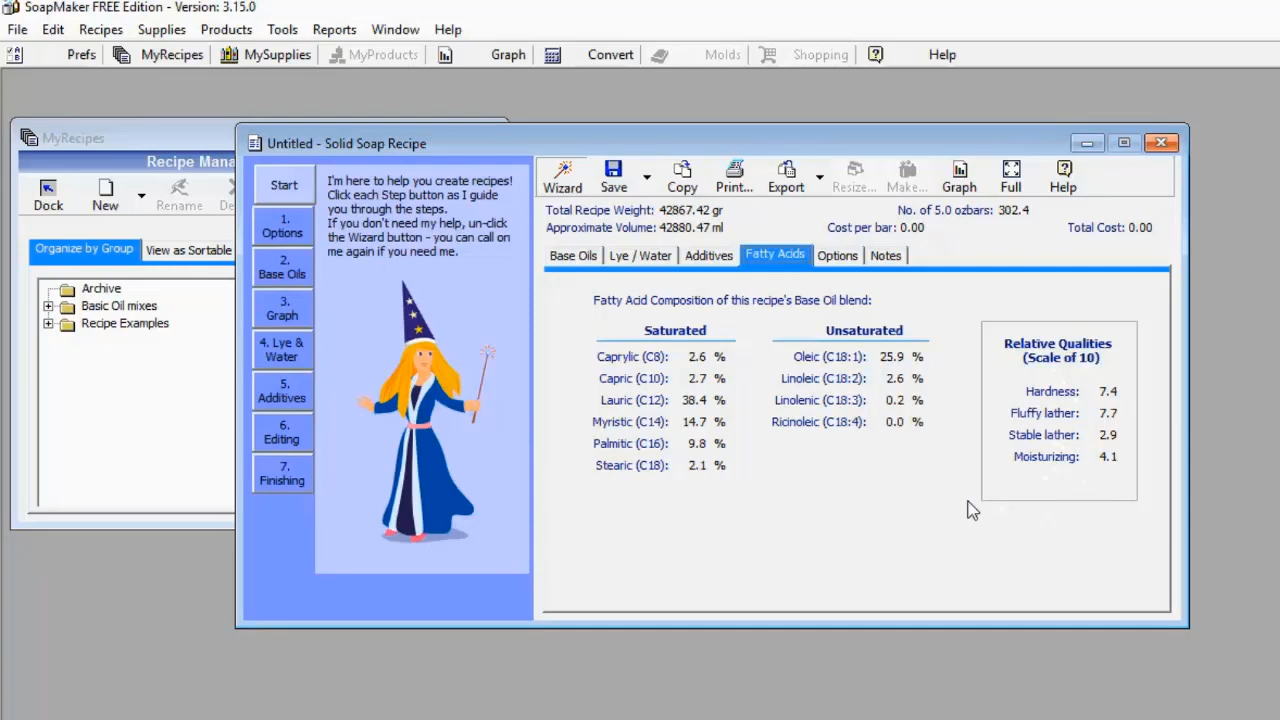 SoapMaker FREE Edition - Version: 3.15.0
File Edit Recipes Supplies Products Tools Reports Window Help
Prefs MyRecipes MySupplies MyProducts Graph Convert Molds Shopping Help
MyRecipes
Recipe Mana
Dock New Rename De
Organize by Group View as Sortable
Archive
Basic Oil mixes
Recipe Examples
Untitled - Solid Soap Recipe
Start
1.
Options
2.
Base Oils
3.
Graph
4. Lye &
Water
5.
Additives
6.
Editing
7.
Finishing
I'm here to help you create recipes!
Click each Step button as I guide
you through the steps.
If you don't need my help, un-click
the Wizard button - you can call on
me again if you need me.
Wizard Save Copy Print... Export Resize... Make... Graph Full Help
Total Recipe Weight: 42867.42 gr No. of 5.0 ozbars: 302.4
Approximate Volume: 42880.47 ml Cost per bar: 0.00 Total Cost: 0.00
Base Oils Lye / Water Additives Fatty Acids Options Notes
Fatty Acid Composition of this recipe's Base Oil blend:
Saturated
Caprylic (C8): 2.6 %
Capric (C10): 2.7 %
Lauric (C12): 38.4 %
Myristic (C14): 14.7 %
Palmitic (C16): 9.8 %
Stearic (C18): 2.1 %
Unsaturated
Oleic (C18:1): 25.9 %
Linoleic (C18:2): 2.6 %
Linolenic (C18:3): 0.2 %
Ricinoleic (C18:4): 0.0 %
Relative Qualities
(Scale of 10)
Hardness: 7.4
Fluffy lather: 7.7
Stable lather: 2.9
Moisturizing: 4.1